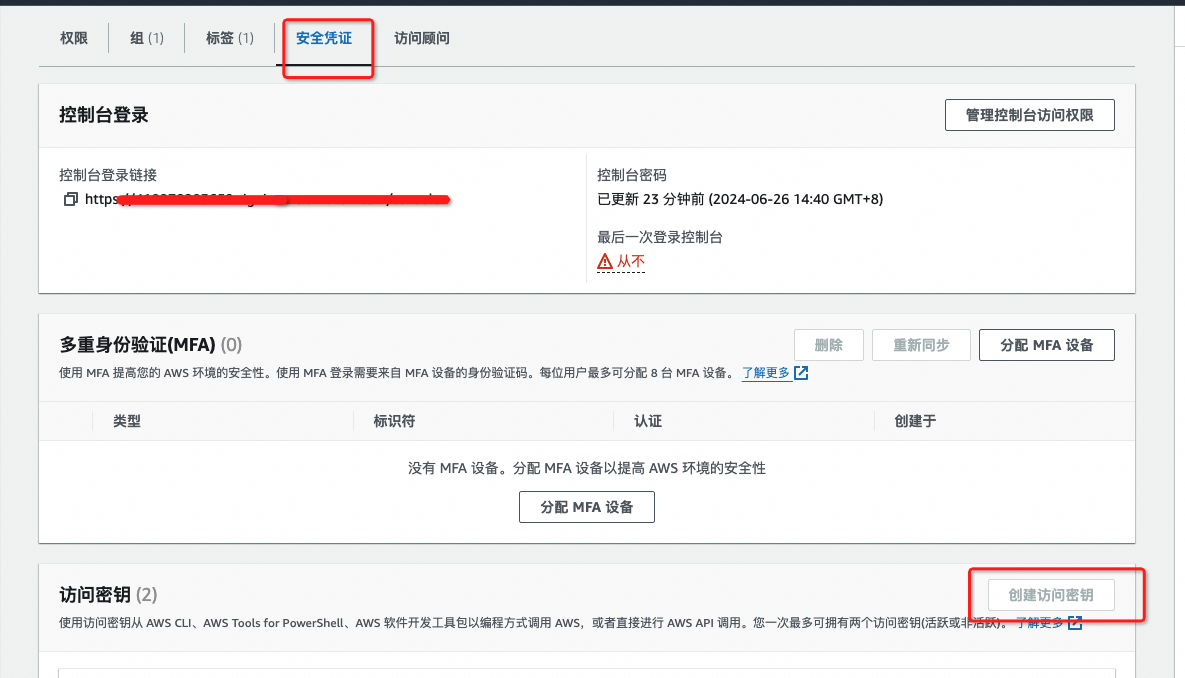 权限 组 (1) 标签 (1) 安全凭证 访问顾问
控制台登录 管理控制台访问权限
控制台登录链接
https
控制台密码
已更新 23 分钟前 (2024-06-26 14:40 GMT+8)
最后一次登录控制台
从不
多重身份验证(MFA) (0) 删除 重新同步 分配 MFA 设备
使用 MFA 提高您的 AWS 环境的安全性。使用 MFA 登录需要来自 MFA 设备的身份验证码。每位用户最多可分配 8 台 MFA 设备。 了解更多
类型 标识符 认证 创建于
没有 MFA 设备。分配 MFA 设备以提高 AWS 环境的安全性
分配 MFA 设备
访问密钥 (2) 创建访问密钥
使用访问密钥从 AWS CLI、AWS Tools for PowerShell、AWS 软件开发工具包以编程方式调用 AWS，或者直接进行 AWS API 调用。您一次最多可拥有两个访问密钥(活跃或非活跃)。 了解更多